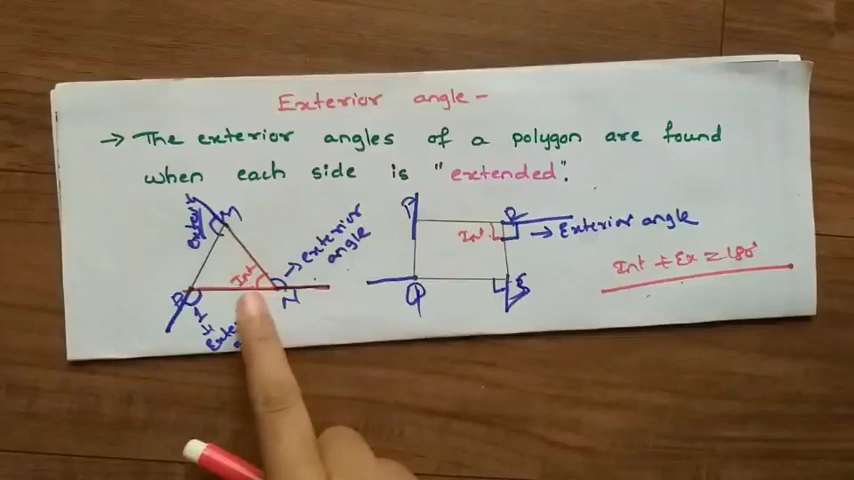 Exterior angle -
→ The exterior angles of a polygon are found
when each side is "extended".
M
exterior angle
Int
N
P
Q
R
Int
→ Exterior angle
Int + Ex = 180°